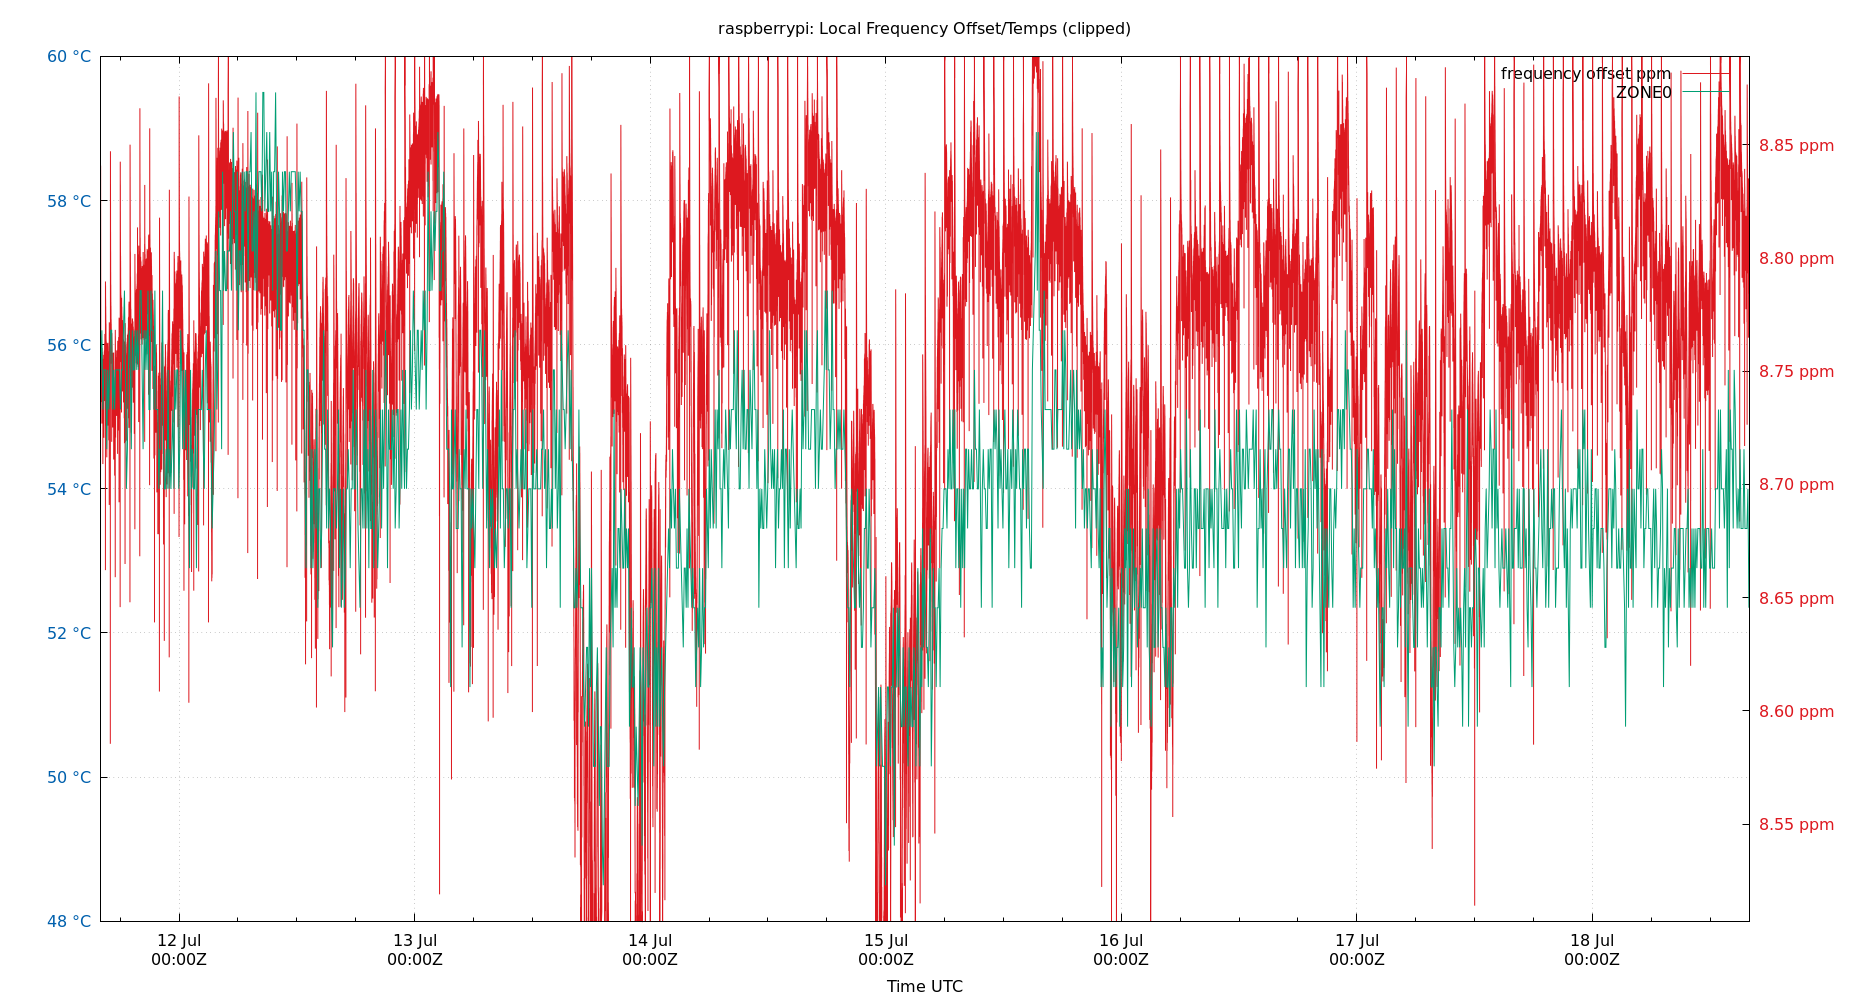 raspberrypi: Local Frequency Offset/Temps (clipped)
60 °C
58 °C
56 °C
54 °C
52 °C
50 °C
48 °C
frequency offset ppm
ZONE0
8.85 ppm
8.80 ppm
8.75 ppm
8.70 ppm
8.65 ppm
8.60 ppm
8.55 ppm
12 Jul
00:00Z
13 Jul
00:00Z
14 Jul
00:00Z
15 Jul
00:00Z
16 Jul
00:00Z
17 Jul
00:00Z
18 Jul
00:00Z
Time UTC